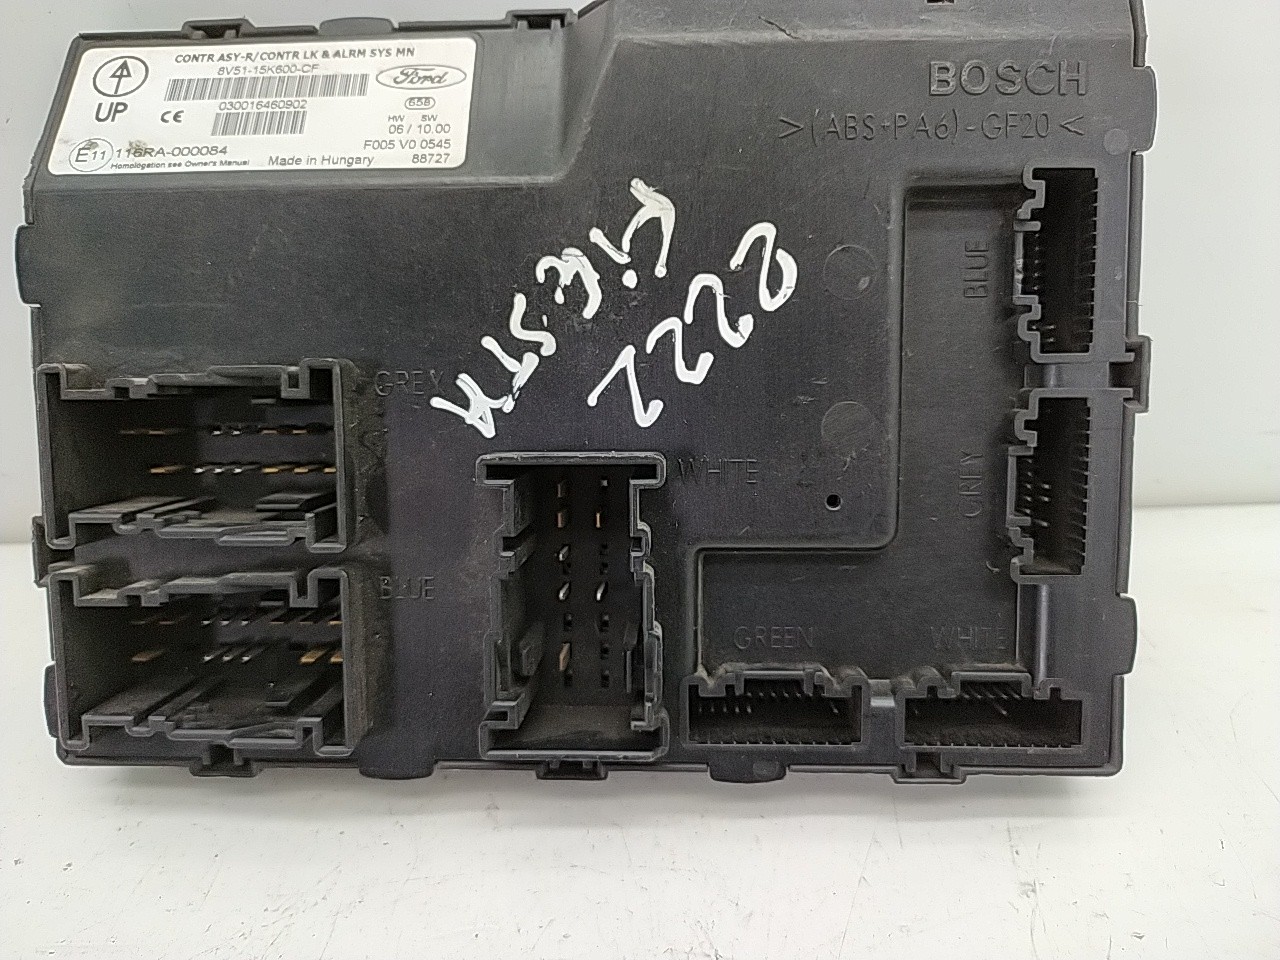 CONTR ASY-R/CONTR LK & ALRM SYS MN
8V51-15K600-CF
Ford
UP
CE
030016460902
658
HW SW
06 / 10.00
F005 V0 0545
88727
E11 116RA-000084
Homologation see Owner's Manual
Made in Hungary
BOSCH
>(ABS+PA6)-GF20<
2222
BLUE
GREY
GREY
WHITE
BLUE
GREEN
WHITE